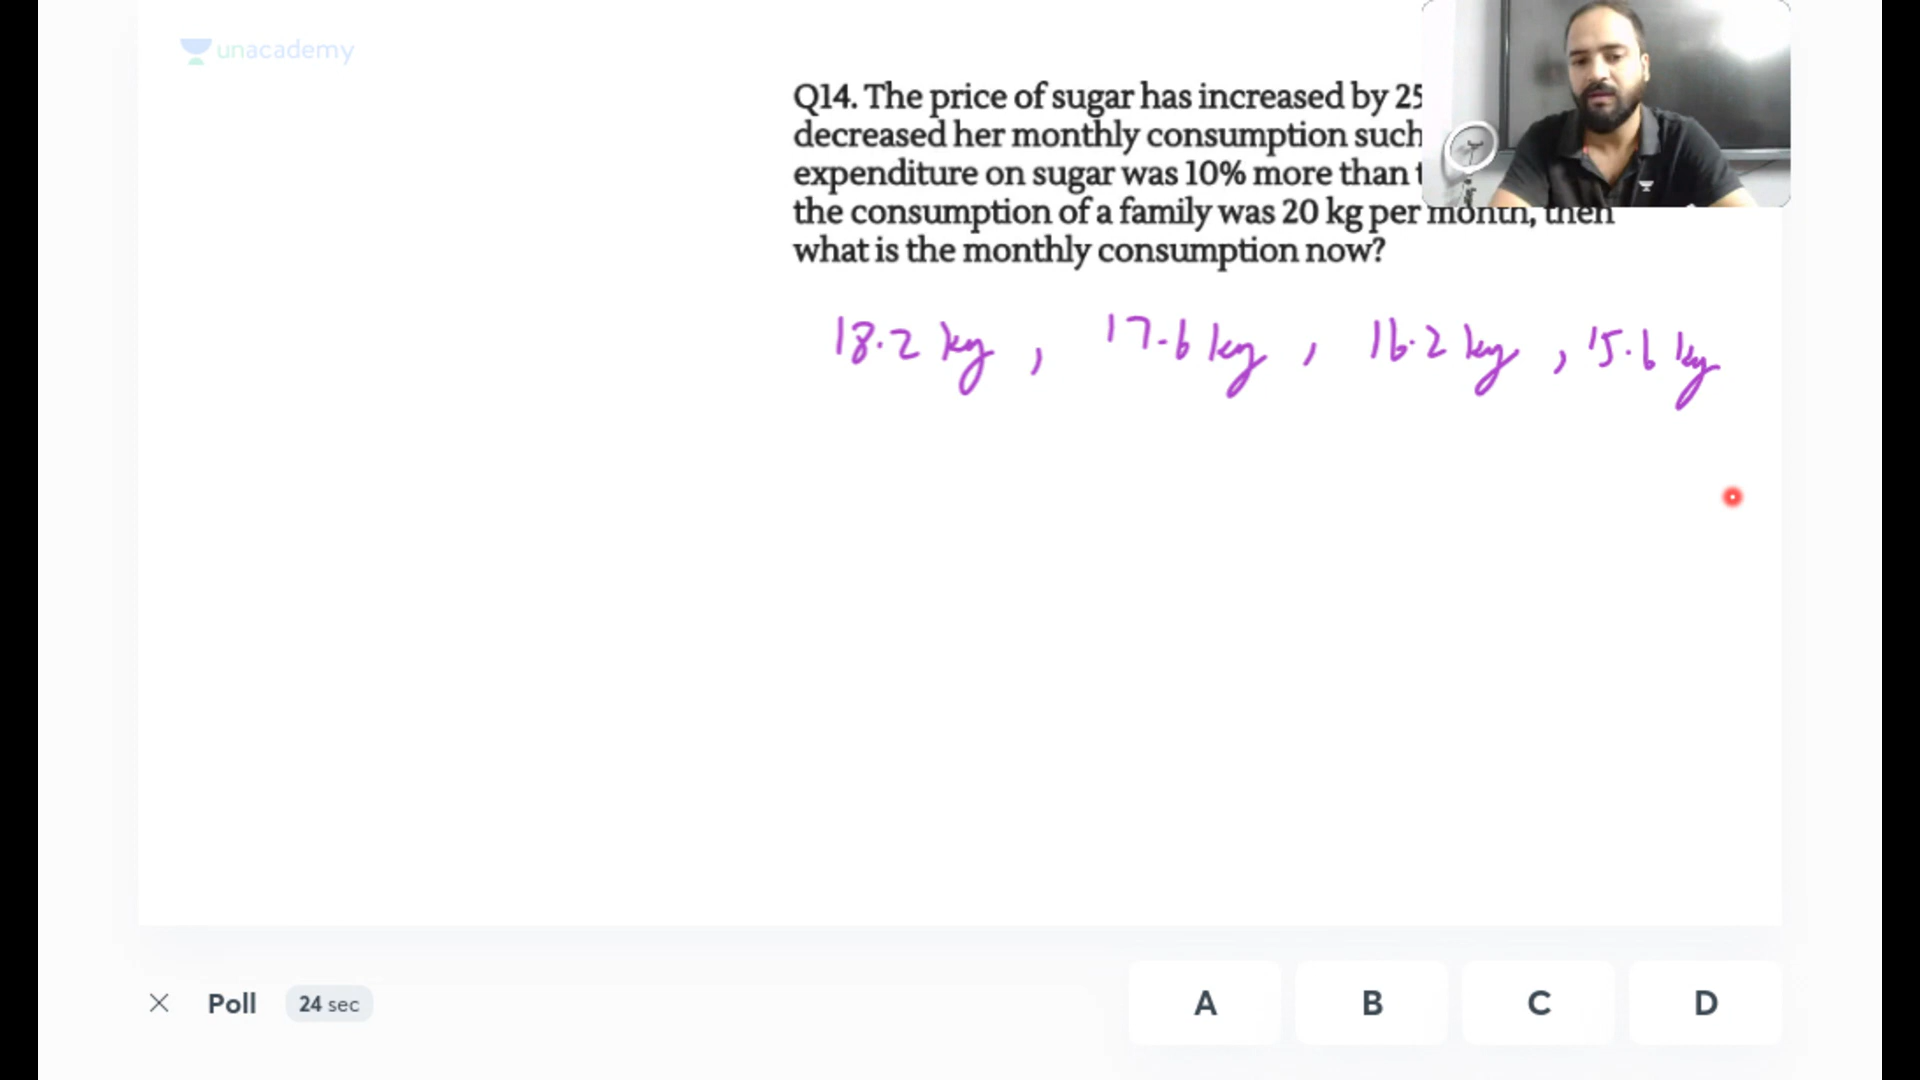 unacademy
Q14. The price of sugar has increased by 25
decreased her monthly consumption such
expenditure on sugar was 10% more than
the consumption of a family was 20 kg per month, then
what is the monthly consumption now?
18.2 kg , 17.6 kg , 16.2 kg , 15.6 kg
Poll 24 sec A B C D